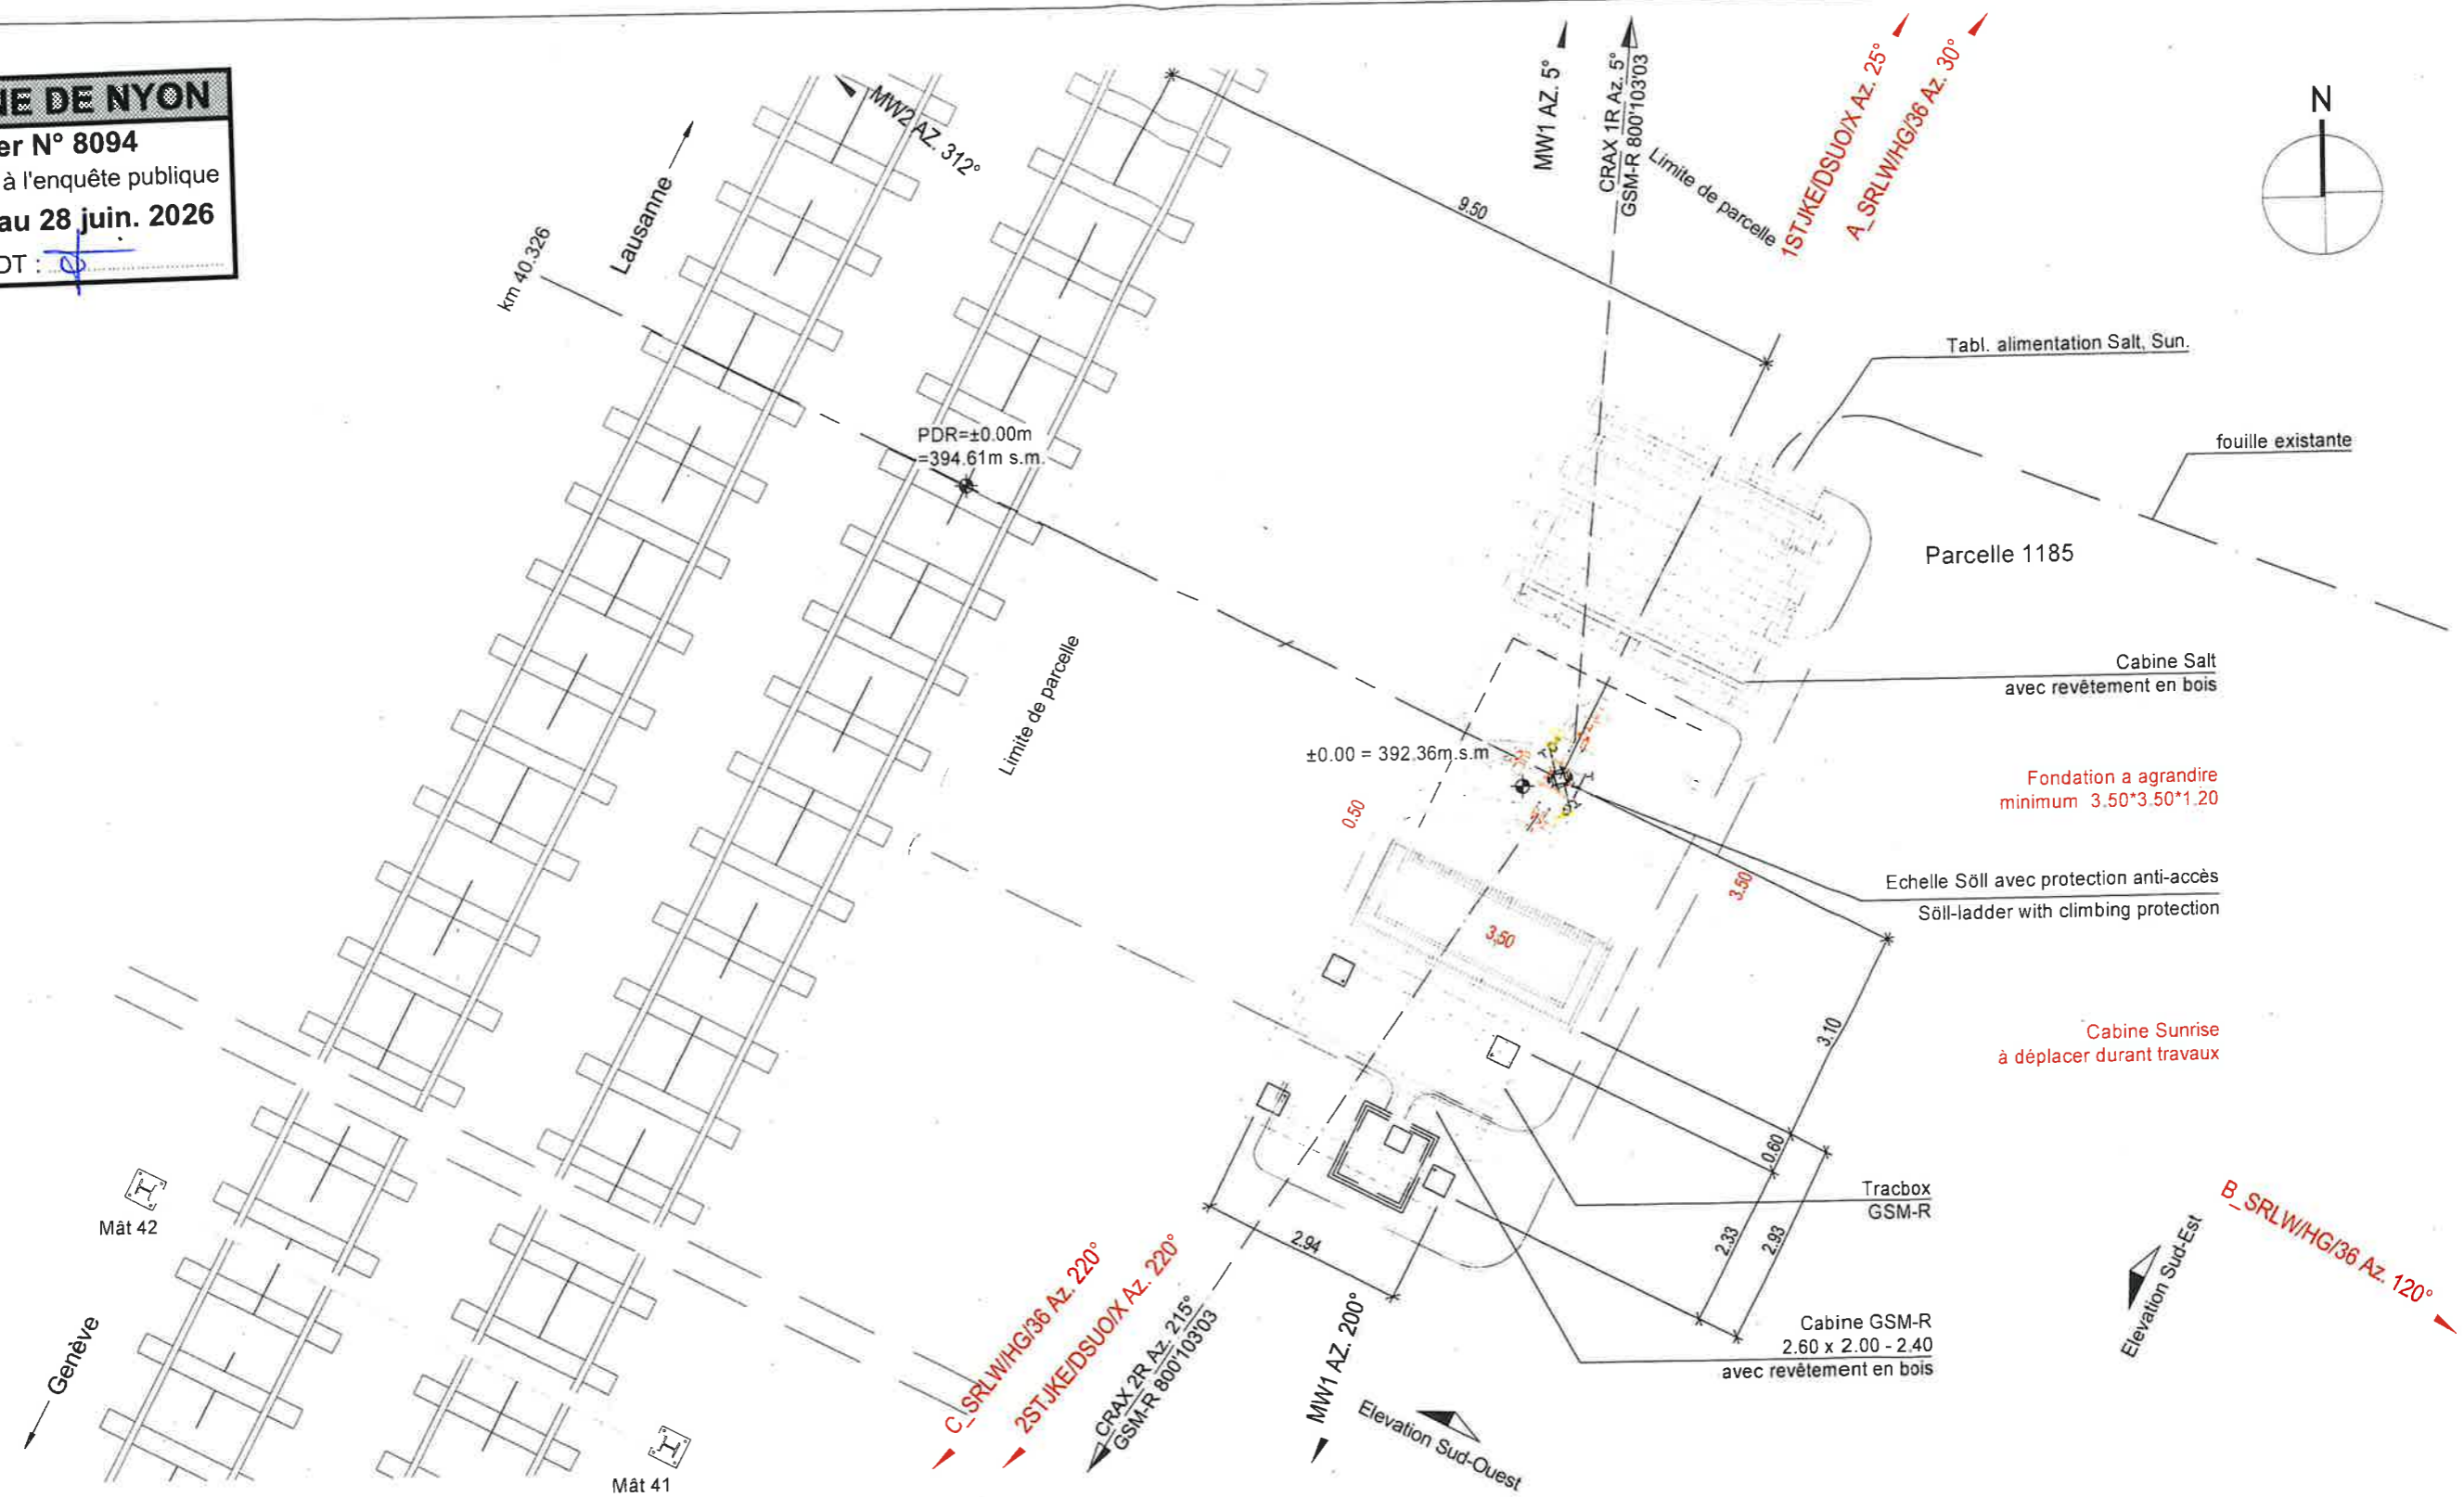 NE DE NYON
er N° 8094
à l'enquête publique
au 28 juin. 2026
DT :
MW2 AZ. 312°
Lausanne
km 40.326
PDR=±0.00m
=394.61m s.m.
9.50
MW1 AZ. 5°
CRAX 1R Az. 5°
GSM-R 800'103'03
Limite de parcelle
1STJKE/DSUO/X Az. 25°
A_SRLW/HG/36 Az. 30°
N
Tabl. alimentation Salt, Sun.
fouille existante
Parcelle 1185
Cabine Salt
avec revêtement en bois
Limite de parcelle
±0.00 = 392.36m.s.m
Fondation a agrandire
minimum 3.50*3.50*1.20
0.50
3.50
3.50
Echelle Söll avec protection anti-accès
Söll-ladder with climbing protection
3.10
Cabine Sunrise
à déplacer durant travaux
0.60
2.33
2.93
2.94
Tracbox
GSM-R
Cabine GSM-R
2.60 x 2.00 - 2.40
avec revêtement en bois
Mât 42
Genève
Mât 41
C_SRLW/HG/36 Az. 220°
2STJKE/DSUO/X Az. 220°
CRAX 2R Az. 215°
GSM-R 800'103'03
MW1 AZ. 200°
Elevation Sud-Ouest
Elevation Sud-Est
B_SRLW/HG/36 Az. 120°